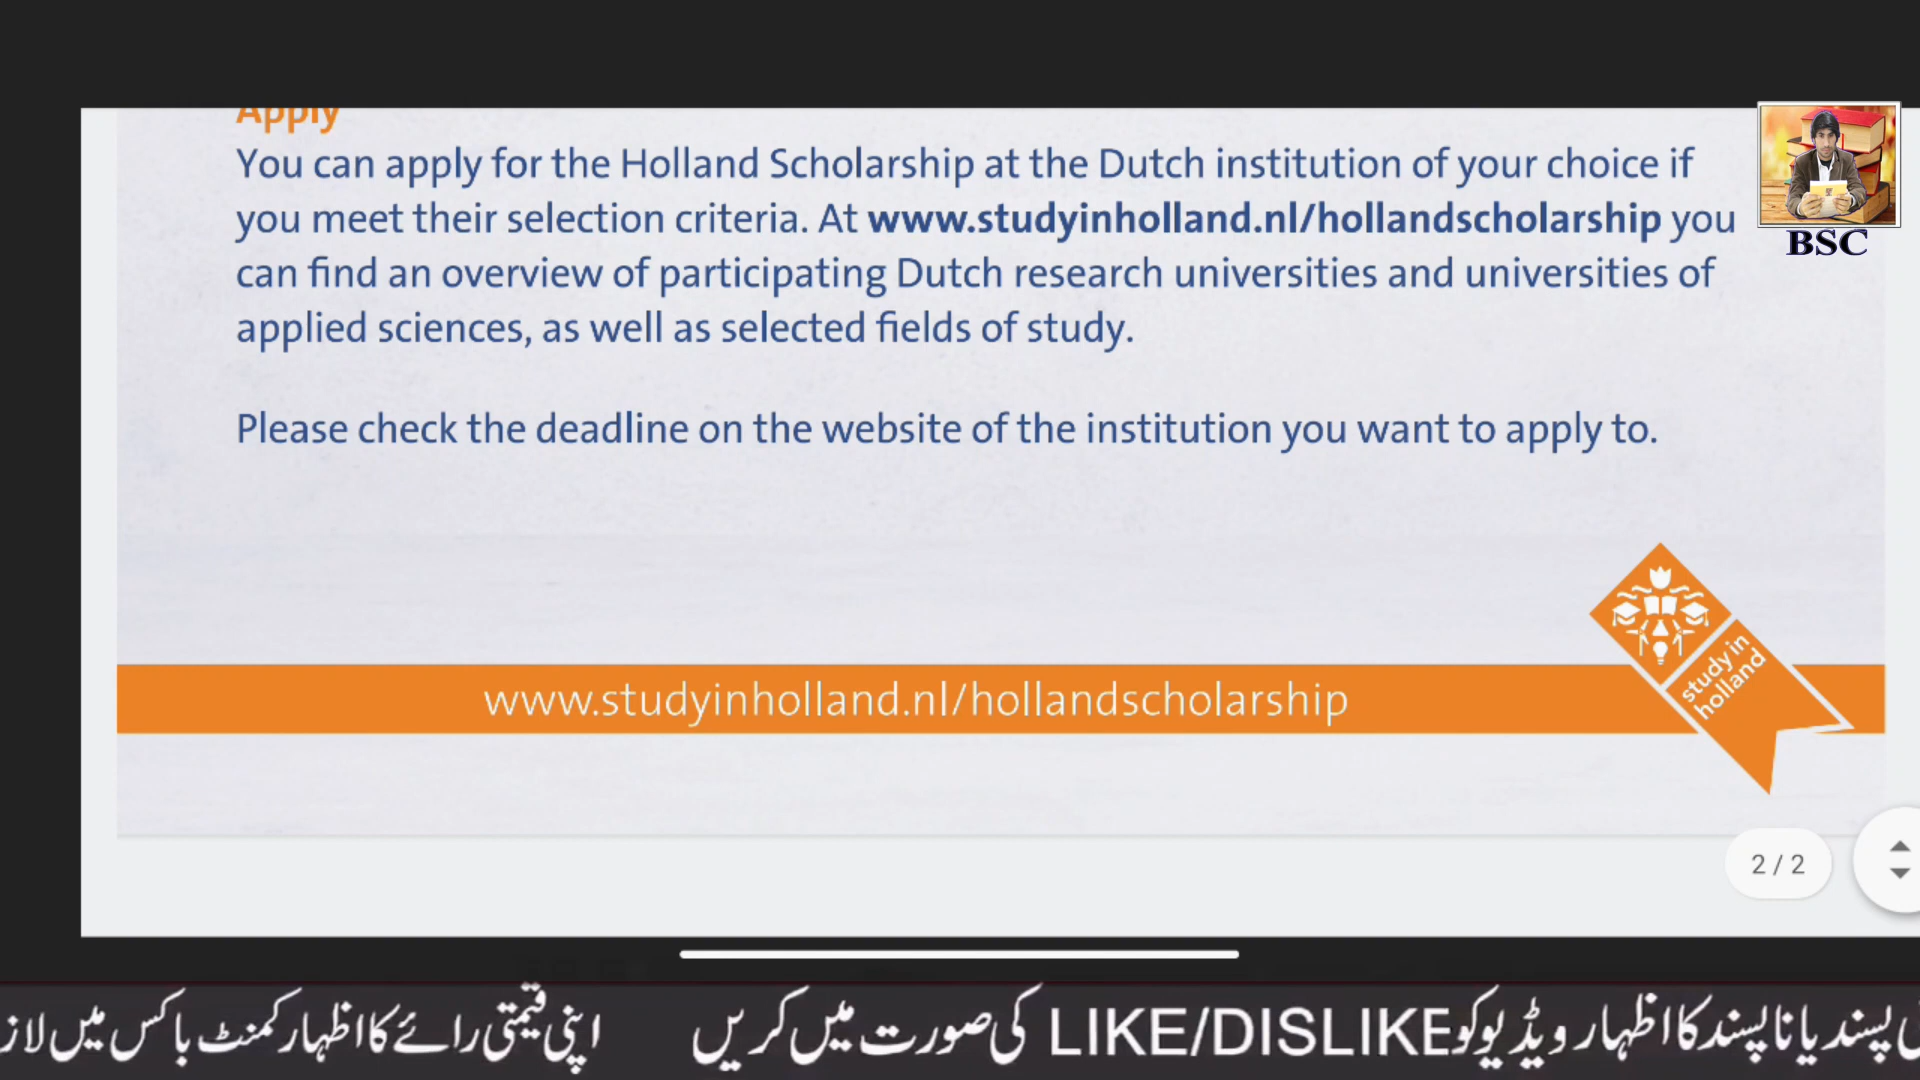 Apply
You can apply for the Holland Scholarship at the Dutch institution of your choice if
you meet their selection criteria. At www.studyinholland.nl/hollandscholarship you
can find an overview of participating Dutch research universities and universities of
applied sciences, as well as selected fields of study.
Please check the deadline on the website of the institution you want to apply to.
BSC
www.studyinholland.nl/hollandscholarship
study in
holland
2 / 2
پسند یا ناپسند کا اظہار ویڈیو کو LIKE/DISLIKE کی صورت میں کریں اپنی قیمتی رائے کا اظہار کمنٹ باکس میں